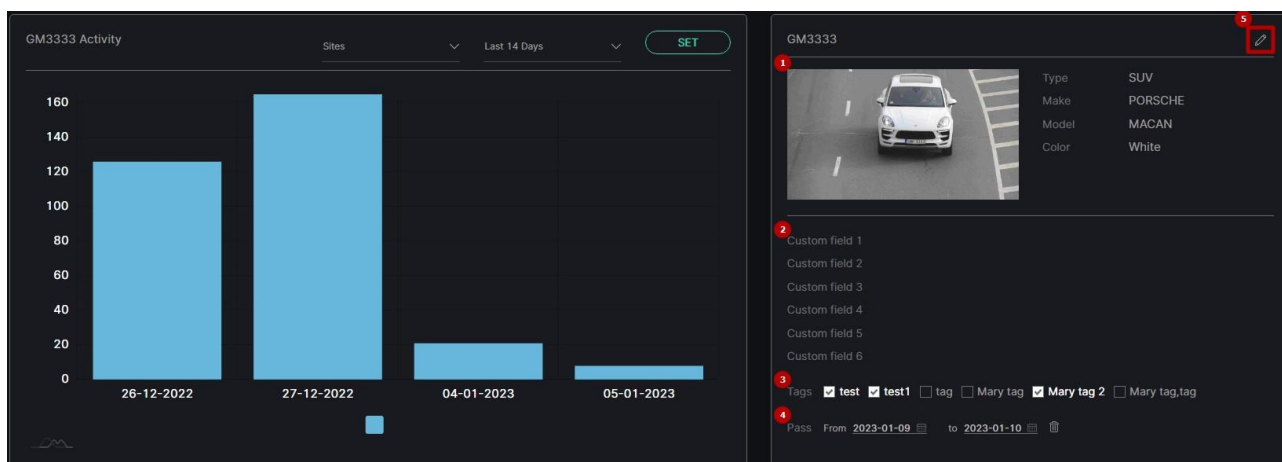 GM3333 Activity
Sites
Last 14 Days
SET
160
140
120
100
80
60
40
20
0
26-12-2022 27-12-2022 04-01-2023 05-01-2023
5
GM3333
1
Type SUV
Make PORSCHE
Model MACAN
Color White
2
Custom field 1
Custom field 2
Custom field 3
Custom field 4
Custom field 5
Custom field 6
3
Tags test test1 tag Mary tag Mary tag 2 Mary tag,tag
4
Pass From 2023-01-09 to 2023-01-10